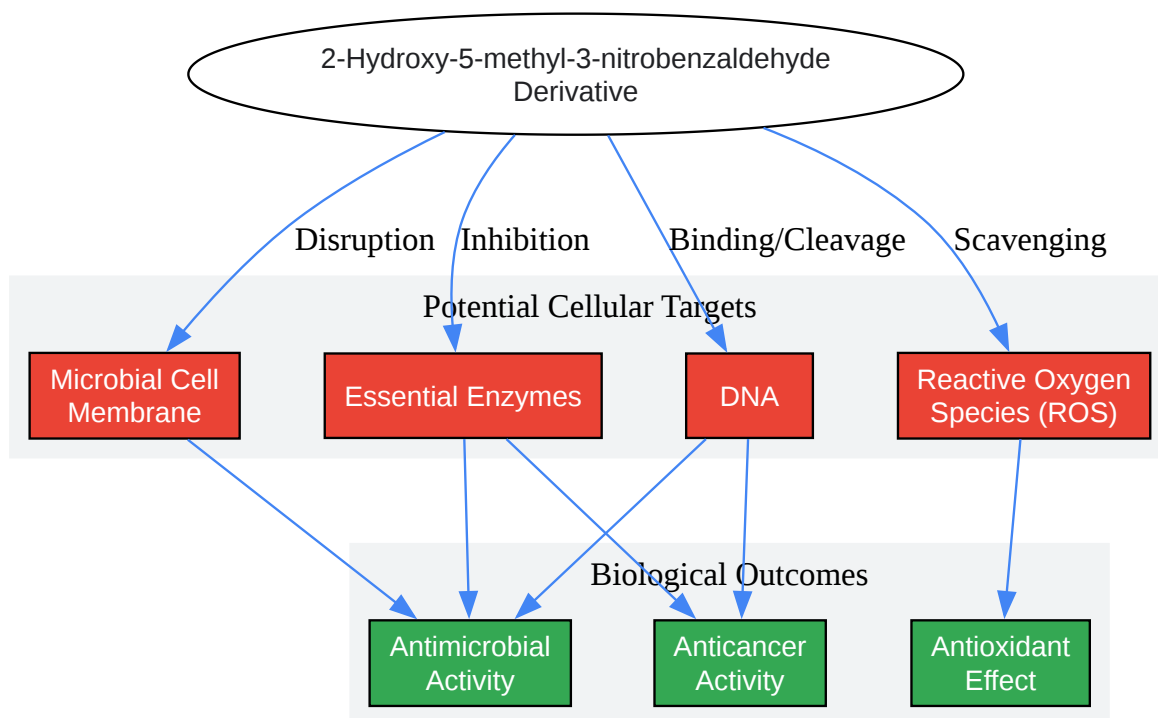 2-Hydroxy-5-methyl-3-nitrobenzaldehyde
Derivative
Disruption
Inhibition
Binding/Cleavage
Scavenging
Potential Cellular Targets
Microbial Cell
Membrane
Essential Enzymes
DNA
Reactive Oxygen
Species (ROS)
Biological Outcomes
Antimicrobial
Activity
Anticancer
Activity
Antioxidant
Effect